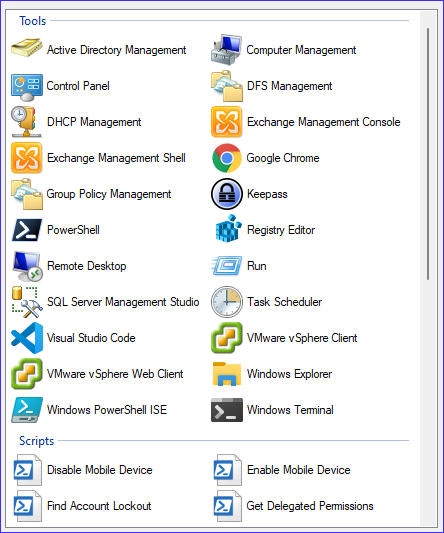 Tools
Active Directory Management Computer Management
Control Panel DFS Management
DHCP Management Exchange Management Console
Exchange Management Shell Google Chrome
Group Policy Management Keepass
PowerShell Registry Editor
Remote Desktop Run
SQL Server Management Studio Task Scheduler
Visual Studio Code VMware vSphere Client
VMware vSphere Web Client Windows Explorer
Windows PowerShell ISE Windows Terminal
Scripts
Disable Mobile Device Enable Mobile Device
Find Account Lockout Get Delegated Permissions